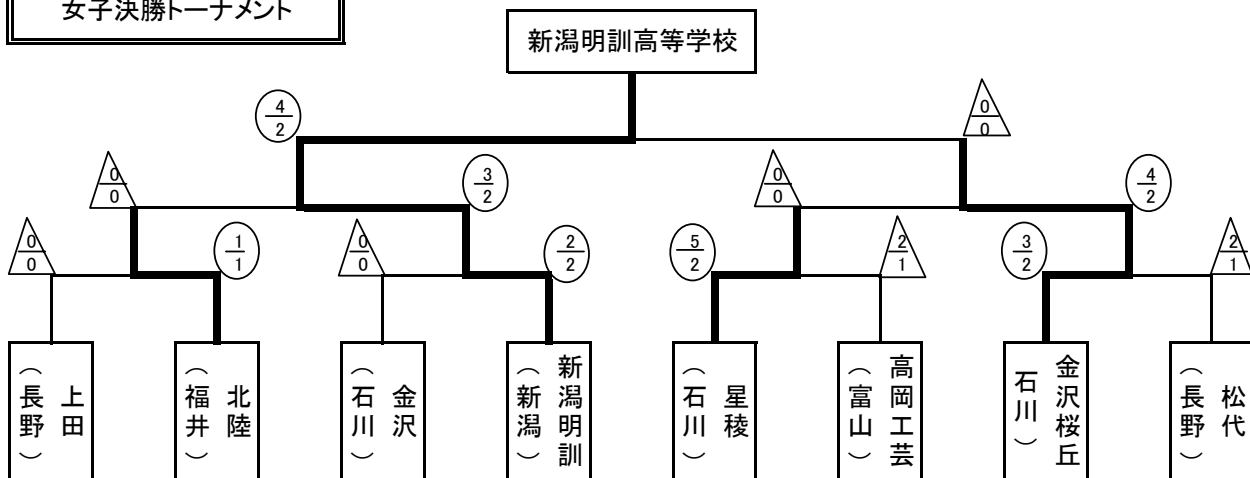 女子決勝トーナメント
新潟明訓高等学校
4
2
0
0
0
0
3
2
0
0
4
2
0
0
1
1
0
0
2
2
5
2
2
1
3
2
2
1
上田
（長野）
北陸
（福井）
金沢
（石川）
新潟明訓
（新潟）
星稜
（石川）
高岡工芸
（富山）
金沢桜丘
石川）
松代
（長野）